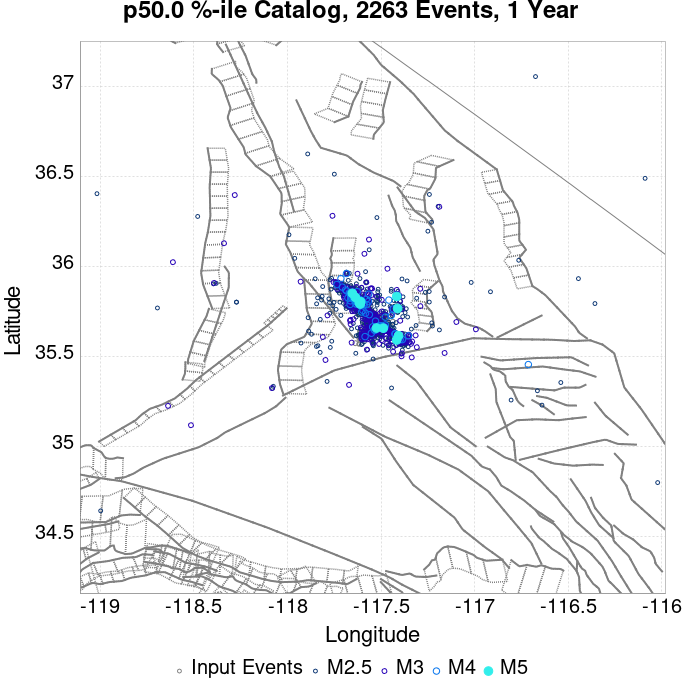 p50.0 %-ile Catalog, 2263 Events, 1 Year
37
36.5
36
35.5
35
34.5
Latitude
-119
-118.5
-118
-117.5
-117
-116.5
-116
Longitude
Input Events
M2.5
M3
M4
M5